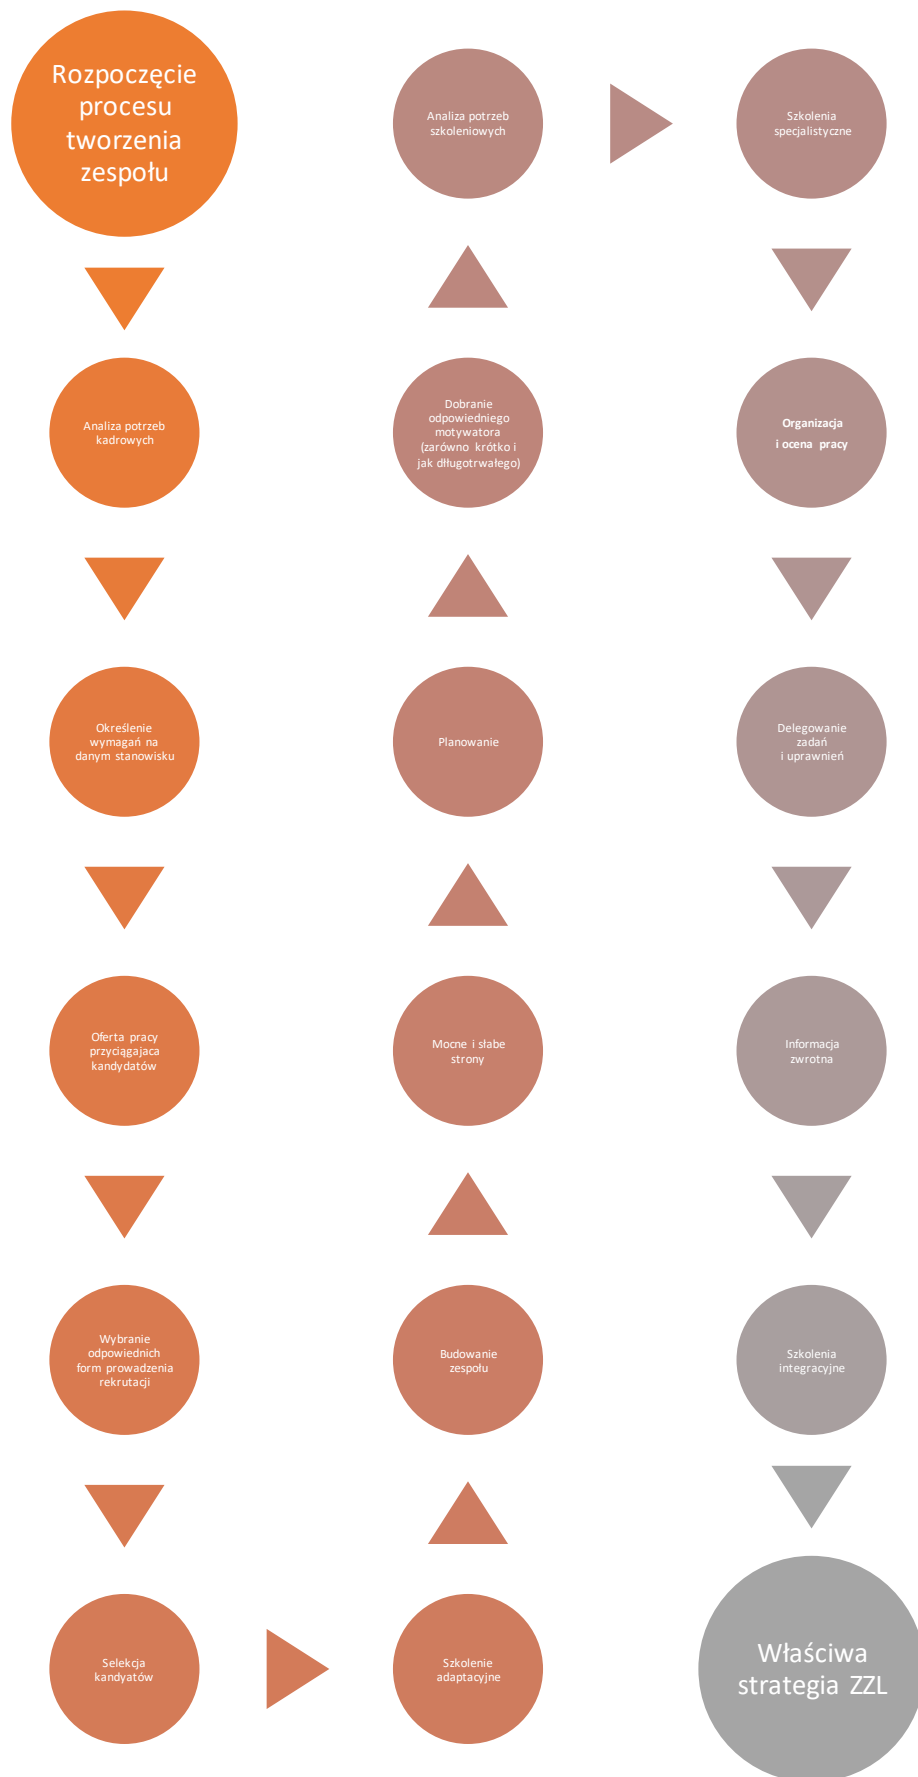 Rozpoczęcie
procesu
tworzenia
zespołu
Analiza potrzeb
kadrowych
Określenie
wymagań na
danym stanowisku
Oferta pracy
przyciągajaca
kandydatów
Wybranie
odpowiednich
form prowadzenia
rekrutacji
Selekcja
kandyatów
Szkolenie
adaptacyjne
Budowanie
zespołu
Mocne i słabe
strony
Planowanie
Dobranie
odpowiedniego
motywatora
(zarówno krótko i
jak dłługotrwałego)
Analiza potrzeb
szkoleniowych
Szkolenia
specjalistyczne
Organizacja
i ocena pracy
Delegowanie
zadań
i uprawnień
Informacja
zwrotna
Szkolenia
integracyjne
Właściwa
strategia ZZL